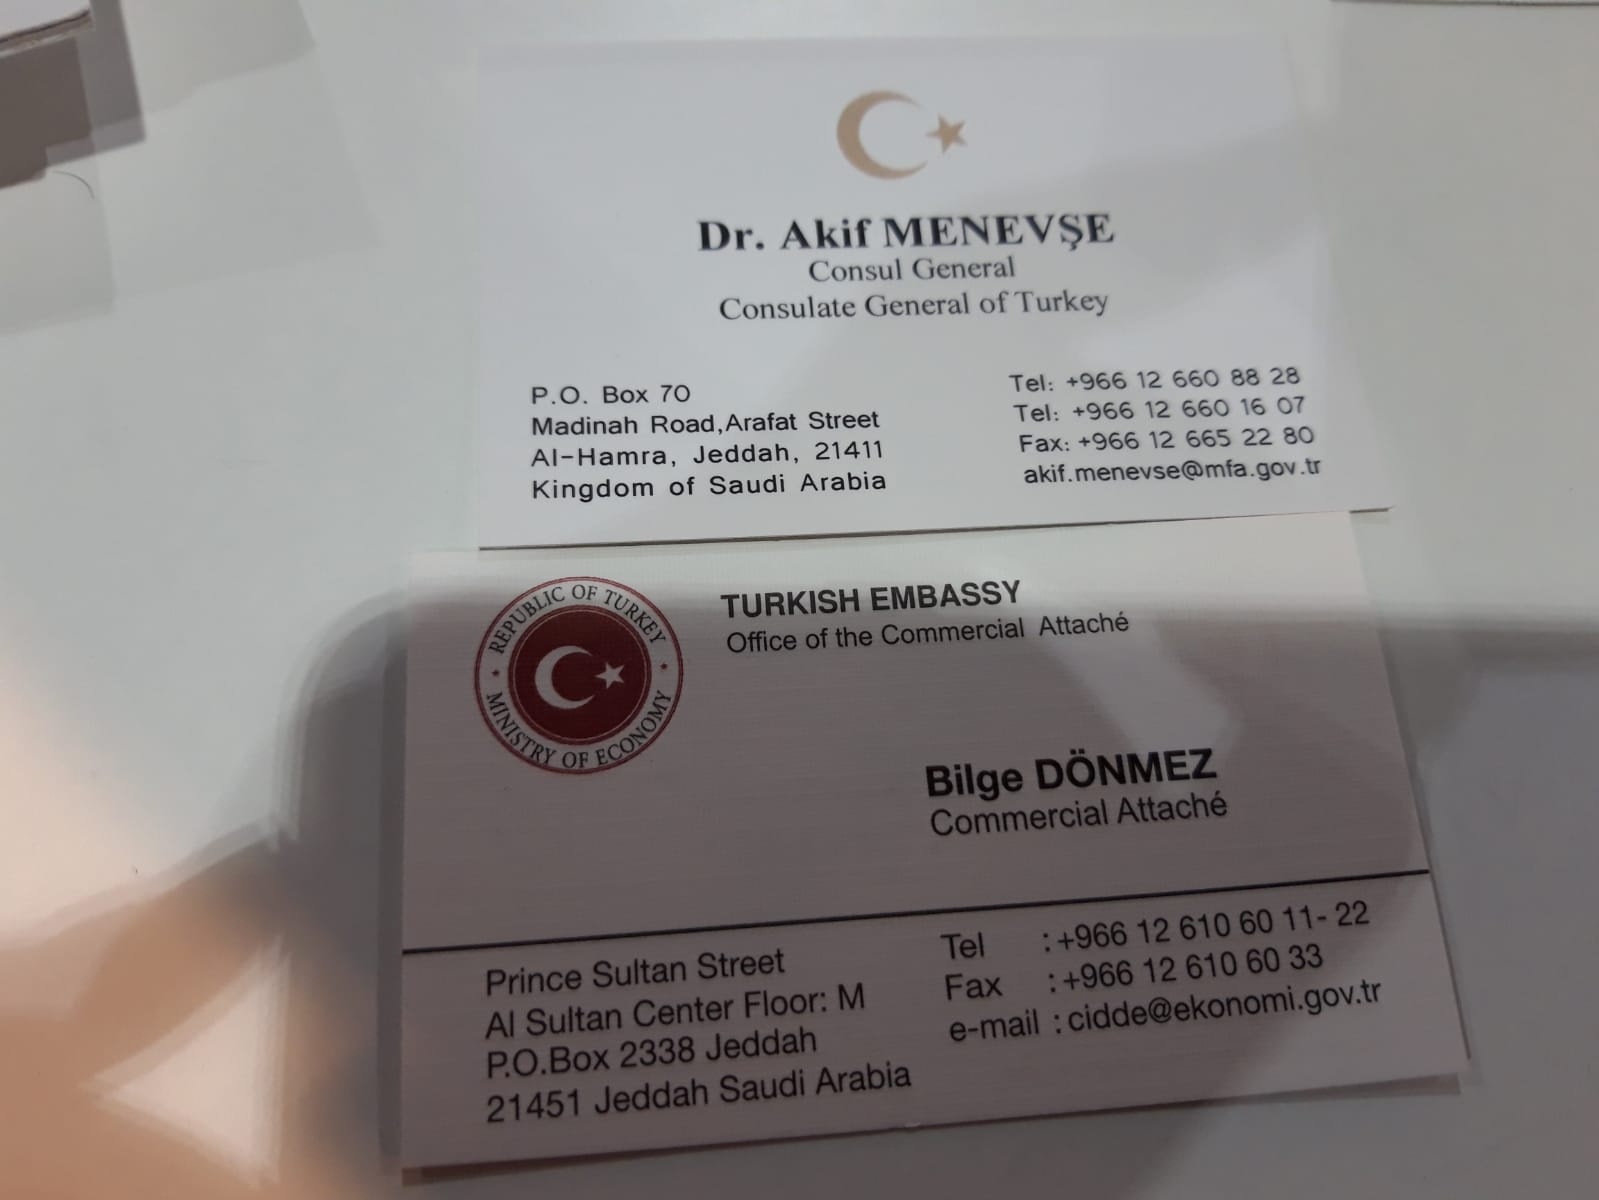 Dr. Akif MENEVŞE
Consul General
Consulate General of Turkey
P.O. Box 70
Madinah Road,Arafat Street
Al-Hamra, Jeddah, 21411
Kingdom of Saudi Arabia
Tel: +966 12 660 88 28
Tel: +966 12 660 16 07
Fax: +966 12 665 22 80
akif.menevse@mfa.gov.tr
REPUBLIC OF TURKEY
MINISTRY OF ECONOMY
TURKISH EMBASSY
Office of the Commercial Attaché
Bilge DÖNMEZ
Commercial Attaché
Prince Sultan Street
Al Sultan Center Floor: M
P.O.Box 2338 Jeddah
21451 Jeddah Saudi Arabia
Tel : +966 12 610 60 11- 22
Fax : +966 12 610 60 33
e-mail : cidde@ekonomi.gov.tr